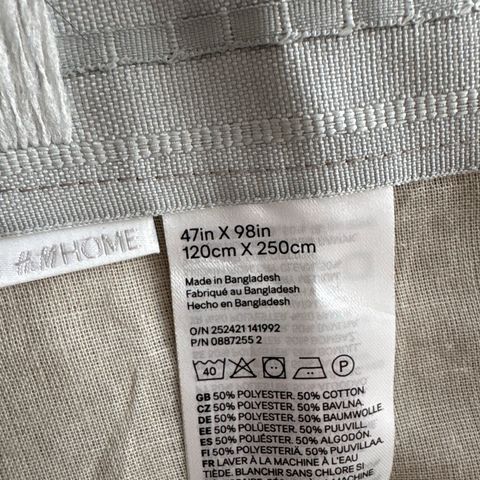 H&M HOME
47in X 98in
120cm X 250cm
Made in Bangladesh
Fabriqué au Bangladesh
Hecho en Bangladesh
O/N 252421 141992
P/N 0887255 2
40 P
GB 50% POLYESTER. 50% COTTON.
CZ 50% POLYESTER. 50% BAVLNA.
DE 50% POLYESTER. 50% BAUMWOLLE
EE 50% POLÜESTER. 50% PUUVILL.
ES 50% POLIÉSTER. 50% ALGODÓN.
FI 50% POLYESTERIÄ. 50% PUUVILL
FR LAVER À LA MACHINE À L'EAU
TIÈDE. BLANCHIR SANS CHLORE SI